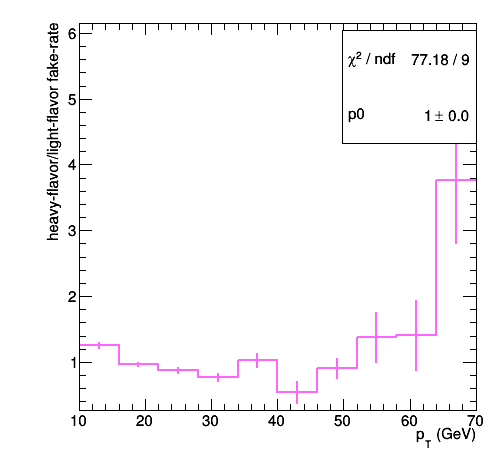 heavy-flavor/light-flavor fake-rate
χ² / ndf 77.18 / 9
p0 1 ± 0.0
6
5
4
3
2
1
10 20 30 40 50 60 70
p_T (GeV)